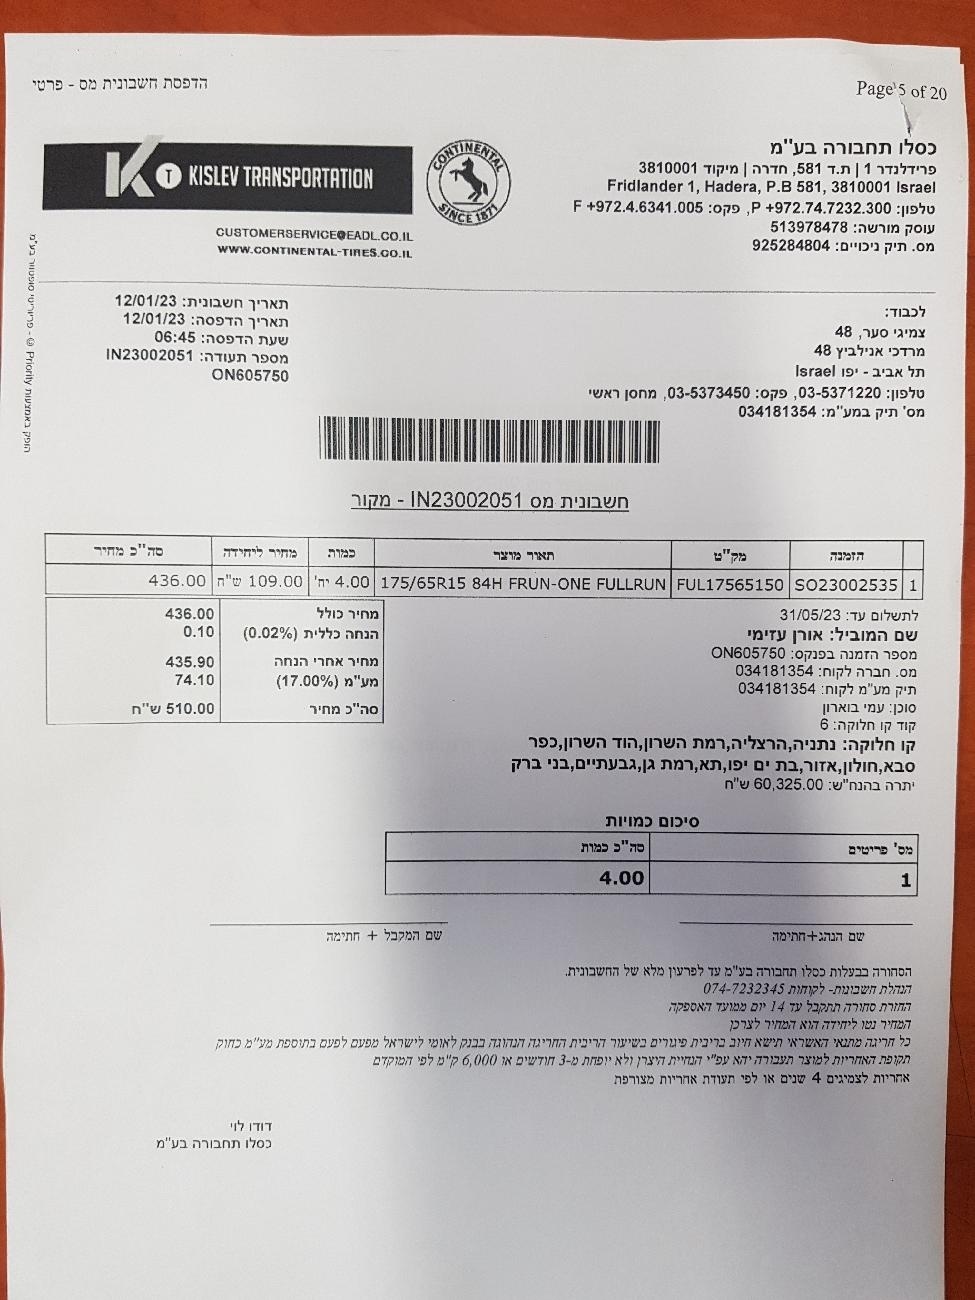 הדפסת חשבונית מס - פרטי
Page 5 of 20
KT KISLEV TRANSPORTATION
CONTINENTAL
SINCE 1871
CUSTOMERSERVICE@EADL.CO.IL
WWW.CONTINENTAL-TIRES.CO.IL
כסלו תחבורה בע"מ
פרידלנדר 1 | ת.ד 581, חדרה | מיקוד 3810001
Fridlander 1, Hadera, P.B 581, 3810001 Israel
טלפון: P +972.74.7232.300, פקס: F +972.4.6341.005
עוסק מורשה: 513978478
מס. תיק ניכויים: 925284804
תאריך חשבונית: 12/01/23
תאריך הדפסה: 12/01/23
שעת הדפסה: 06:45
מספר תעודה: IN23002051
ON605750
לכבוד:
צמיגי סער, 48
מרדכי אנילביץ 48
תל אביב - יפו Israel
טלפון: 03-5371220, פקס: 03-5373450, מחסן ראשי
מס' תיק במע"מ: 034181354
הופק באמצעות Priority @ - פריוריטי סופטוור בע"מ
חשבונית מס IN23002051 - מקור
הזמנה מק"ט תאור מוצר כמות מחיר ליחידה סה"כ מחיר
1 SO23002535 FUL17565150 175/65R15 84H FRUN-ONE FULLRUN 4.00 יח' 109.00 ש"ח 436.00
מחיר כולל 436.00
הנחה כללית (0.02%) 0.10
מחיר אחרי הנחה 435.90
מע"מ (17.00%) 74.10
סה"כ מחיר 510.00 ש"ח
לתשלום עד: 31/05/23
שם המוביל: אורן עזימי
מספר הזמנה בפנקס: ON605750
מס. חברה לקוח: 034181354
תיק מע"מ לקוח: 034181354
סוכן: עמי בוארון
קוד קו חלוקה: 6
קו חלוקה: נתניה,הרצליה,רמת השרון,הוד השרון,כפר
סבא,חולון,אזור,בת ים יפו,תא,רמת גן,גבעתיים,בני ברק
יתרה בהנח"ש: 60,325.00 ש"ח
סיכום כמויות
מס' פריטים סה"כ כמות
1 4.00
שם הנהג+חתימה
שם המקבל + חתימה
הסחורה בבעלות כסלו תחבורה בע"מ עד לפרעון מלא של החשבונית.
הנהלת חשבונות- לקוחות 074-7232345
החזרת סחורה תתקבל עד 14 יום ממועד האספקה
המחיר נטו ליחידה הוא המחיר לצרכן
כל חריגה מתנאי האשראי תישא חיוב בריבית פיגורים בשיעור הריבית החריגה הנהוגה בבנק לאומי לישראל מפעם לפעם בתוספת מע"מ כחוק
תקופת האחריות למוצר תעבורה יהא עפ"י הנחיית היצרן ולא יופחת מ-3 חודשים או 6,000 ק"מ לפי המוקדם
אחריות לצמיגים 4 שנים או לפי תעודת אחריות מצורפת
דודו לוי
כסלו תחבורה בע"מ